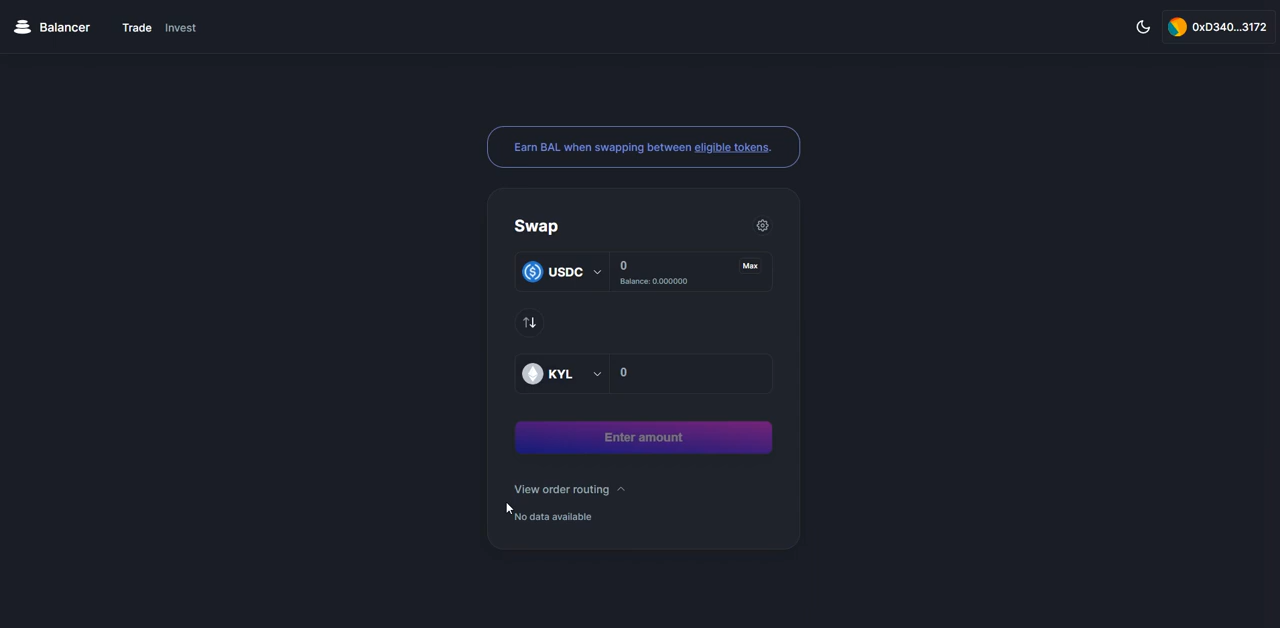 Balancer Trade Invest 0xD340...3172
Earn BAL when swapping between eligible tokens.
Swap
USDC 0 Max
Balance: 0.000000
KYL 0
Enter amount
View order routing
No data available